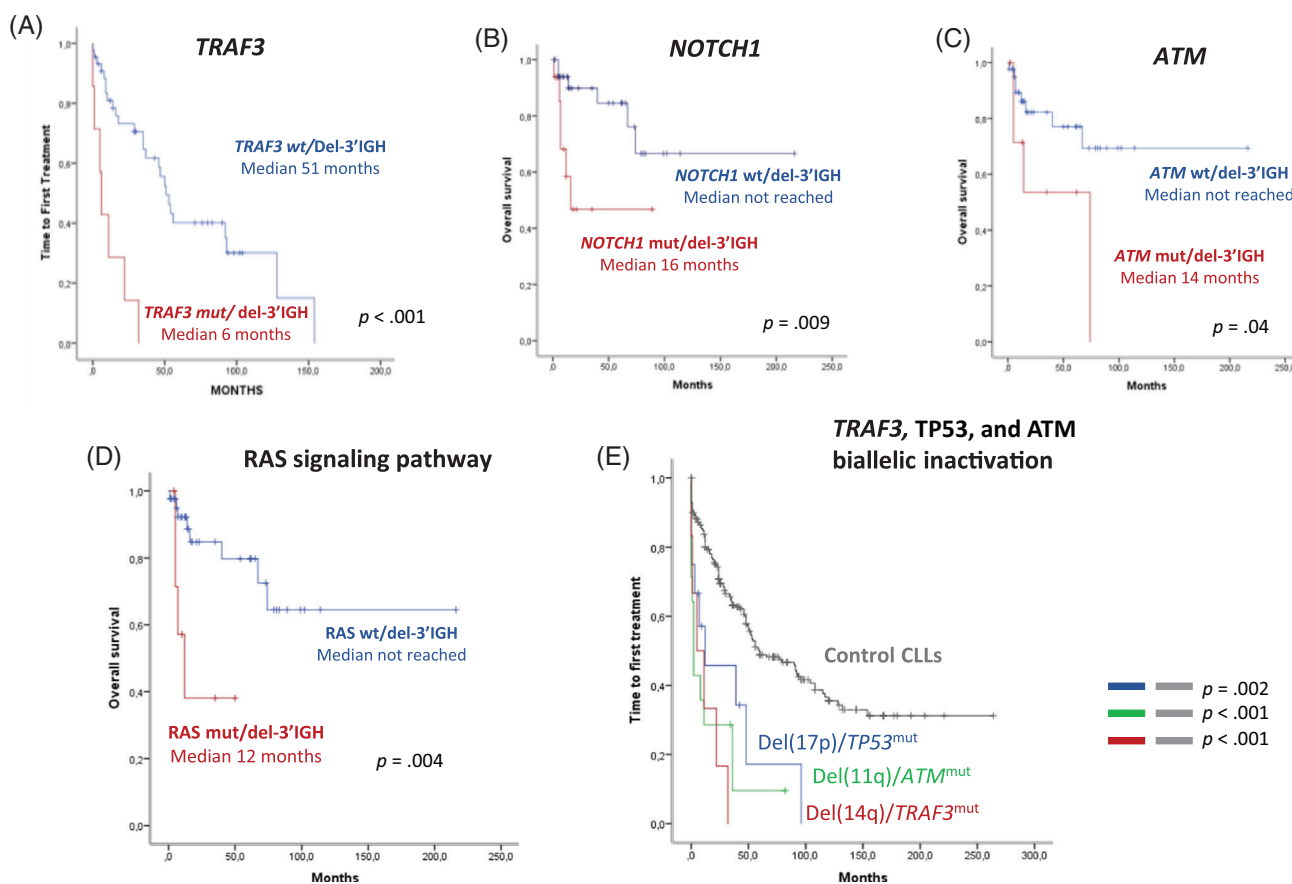 (A)
TRAF3
1,0
0,8
0,6
0,4
0,2
0,0
Time to First Treatment
TRAF3 wt/Del-3'IGH
Median 51 months
TRAF3 mut/ del-3'IGH
Median 6 months
p < .001
,0
50,0
100,0
150,0
200,0
MONTHS
(B)
NOTCH1
1,0
0,8
0,6
0,4
0,2
0,0
Overall survival
NOTCH1 wt/del-3'IGH
Median not reached
NOTCH1 mut/del-3'IGH
Median 16 months
p = .009
,0
50,0
100,0
150,0
200,0
250,0
Months
(C)
ATM
1,0
0,8
0,6
0,4
0,2
0,0
Overall survival
ATM wt/del-3'IGH
Median not reached
ATM mut/del-3'IGH
Median 14 months
p = .04
,0
50,0
100,0
150,0
200,0
250,0
Months
(D)
RAS signaling pathway
1,0
0,8
0,6
0,4
0,2
0,0
Overall survival
RAS wt/del-3'IGH
Median not reached
RAS mut/del-3'IGH
Median 12 months
p = .004
,0
50,0
100,0
150,0
200,0
250,0
Months
(E)
TRAF3, TP53, and ATM
biallelic inactivation
1,0
0,8
0,6
0,4
0,2
0,0
Time to first treatment
Control CLLs
Del(17p)/TP53mut
Del(11q)/ATMmut
Del(14q)/TRAF3mut
,0
50,0
100,0
150,0
200,0
250,0
300,0
Months
p = .002
p < .001
p < .001